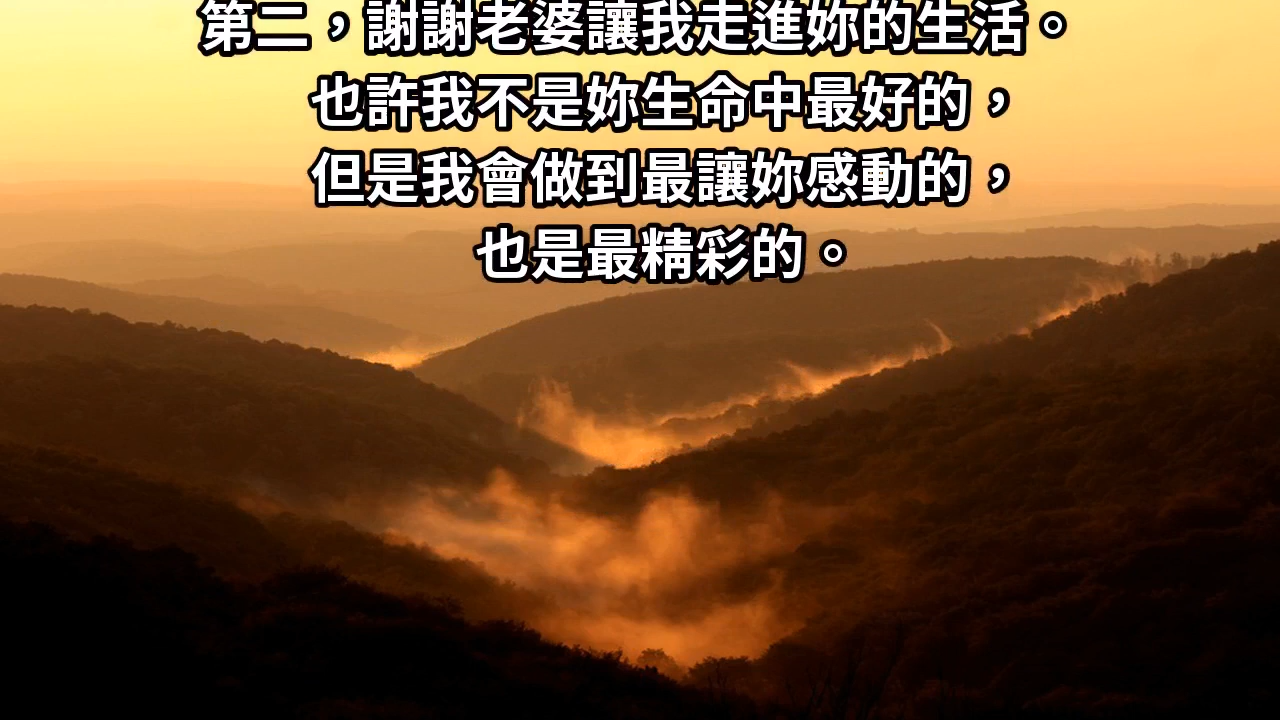 第二，謝謝老婆讓我走進妳的生活。
也許我不是妳生命中最好的，
但是我會做到最讓妳感動的，
也是最精彩的。